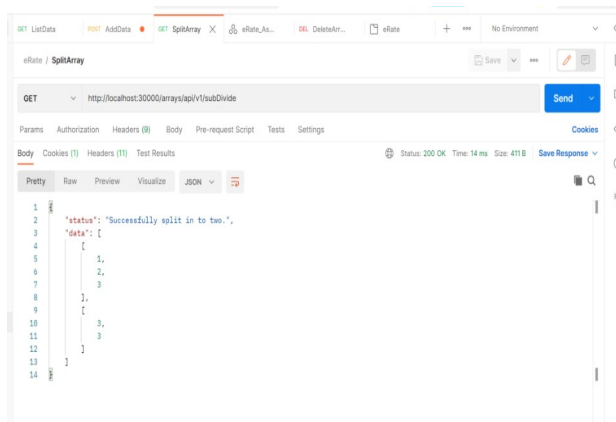 GET ListData POST AddData GET SplitArray eRate_As... DEL DeleteArr... eRate No Environment
eRate / SplitArray Save
GET http://localhost:30000/arrays/api/v1/subDivide Send
Params Authorization Headers (9) Body Pre-request Script Tests Settings Cookies
Body Cookies (1) Headers (11) Test Results Status: 200 OK Time: 14 ms Size: 411 B Save Response
Pretty Raw Preview Visualize JSON
1 {
2 "status": "Successfully split in to two.",
3 "data": [
4 [
5 1,
6 2,
7 3
8 ],
9 [
10 3,
11 3
12 ]
13 ]
14 }